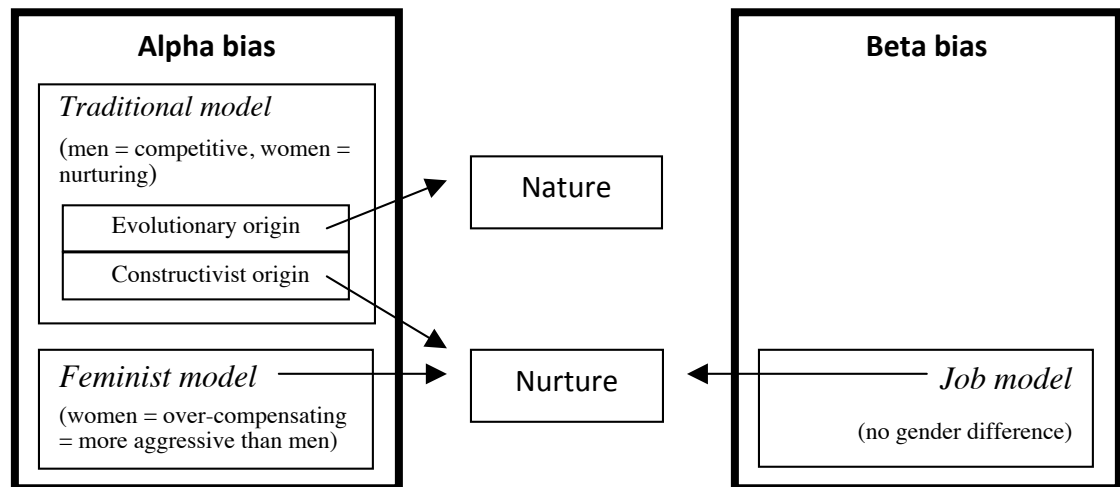 Alpha bias
Traditional model
(men = competitive, women =
nurturing)
Evolutionary origin
Constructivist origin
Feminist model
(women = over-compensating
= more aggressive than men)
Nature
Nurture
Beta bias
Job model
(no gender difference)